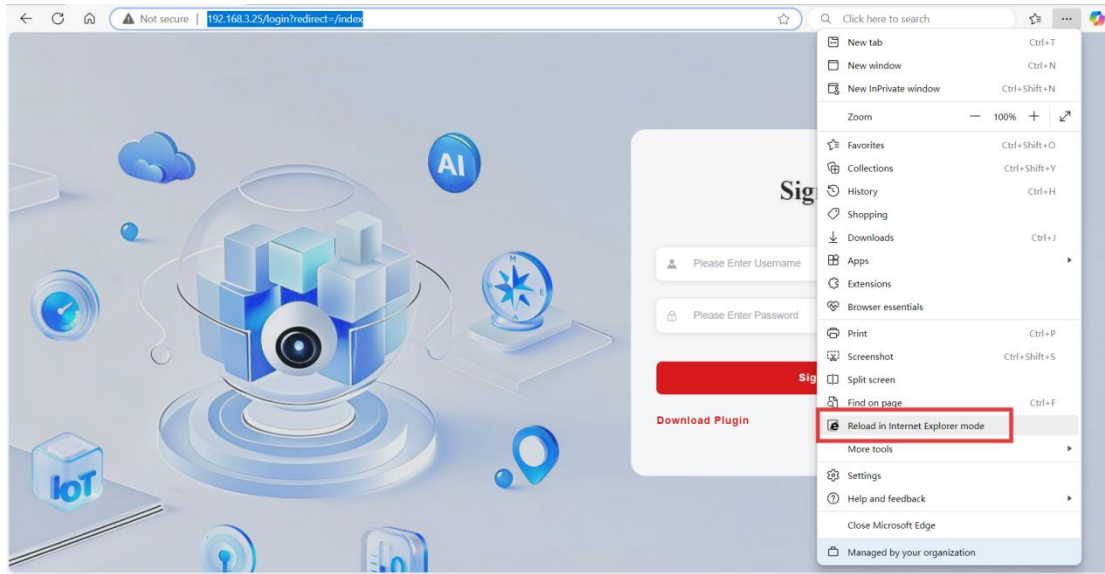 Not secure 192.168.3.25/login?redirect=/index Click here to search
New tab Ctrl+T
New window Ctrl+N
New InPrivate window Ctrl+Shift+N
Zoom 100%
Favorites Ctrl+Shift+O
Collections Ctrl+Shift+Y
History Ctrl+H
Shopping
Downloads Ctrl+J
Apps
Extensions
Browser essentials
Print Ctrl+P
Screenshot Ctrl+Shift+S
Split screen
Find on page Ctrl+F
Reload in Internet Explorer mode
More tools
Settings
Help and feedback
Close Microsoft Edge
Managed by your organization
Sig
Please Enter Username
Please Enter Password
Sig
Download Plugin
AI
M
E
A
IoT